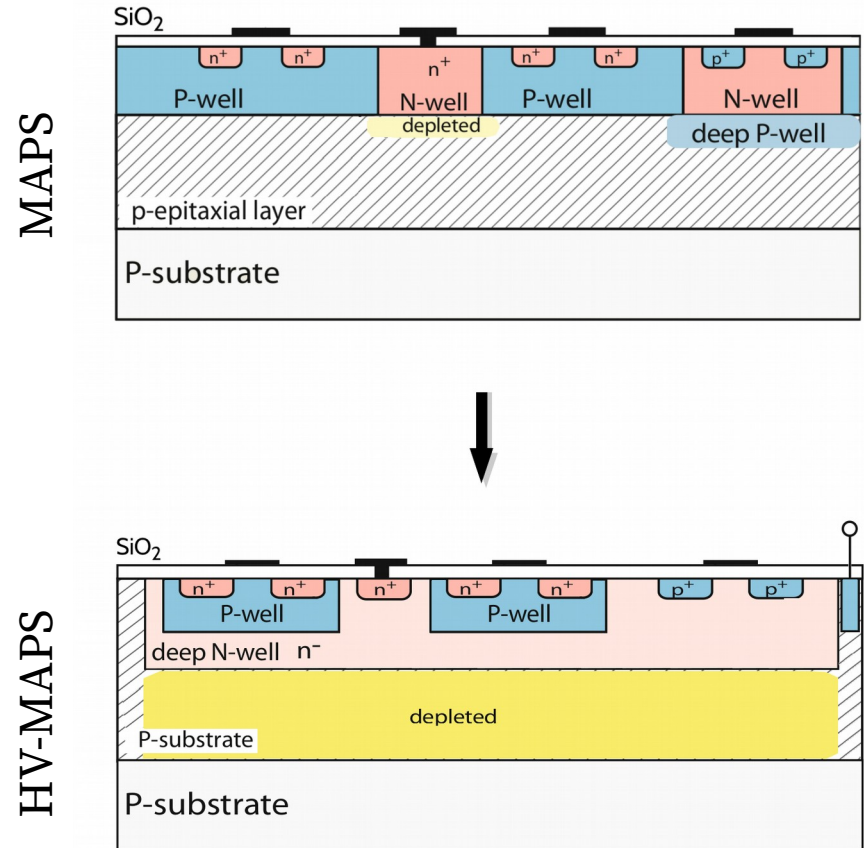 MAPS
SiO₂
n⁺ n⁺ n⁺ n⁺ n⁺ p⁺ p⁺
P-well N-well P-well N-well
depleted deep P-well
p-epitaxial layer
P-substrate
HV-MAPS
SiO₂
n⁺ n⁺ n⁺ n⁺ n⁺ p⁺ p⁺
P-well P-well
deep N-well n⁻
depleted
P-substrate
P-substrate